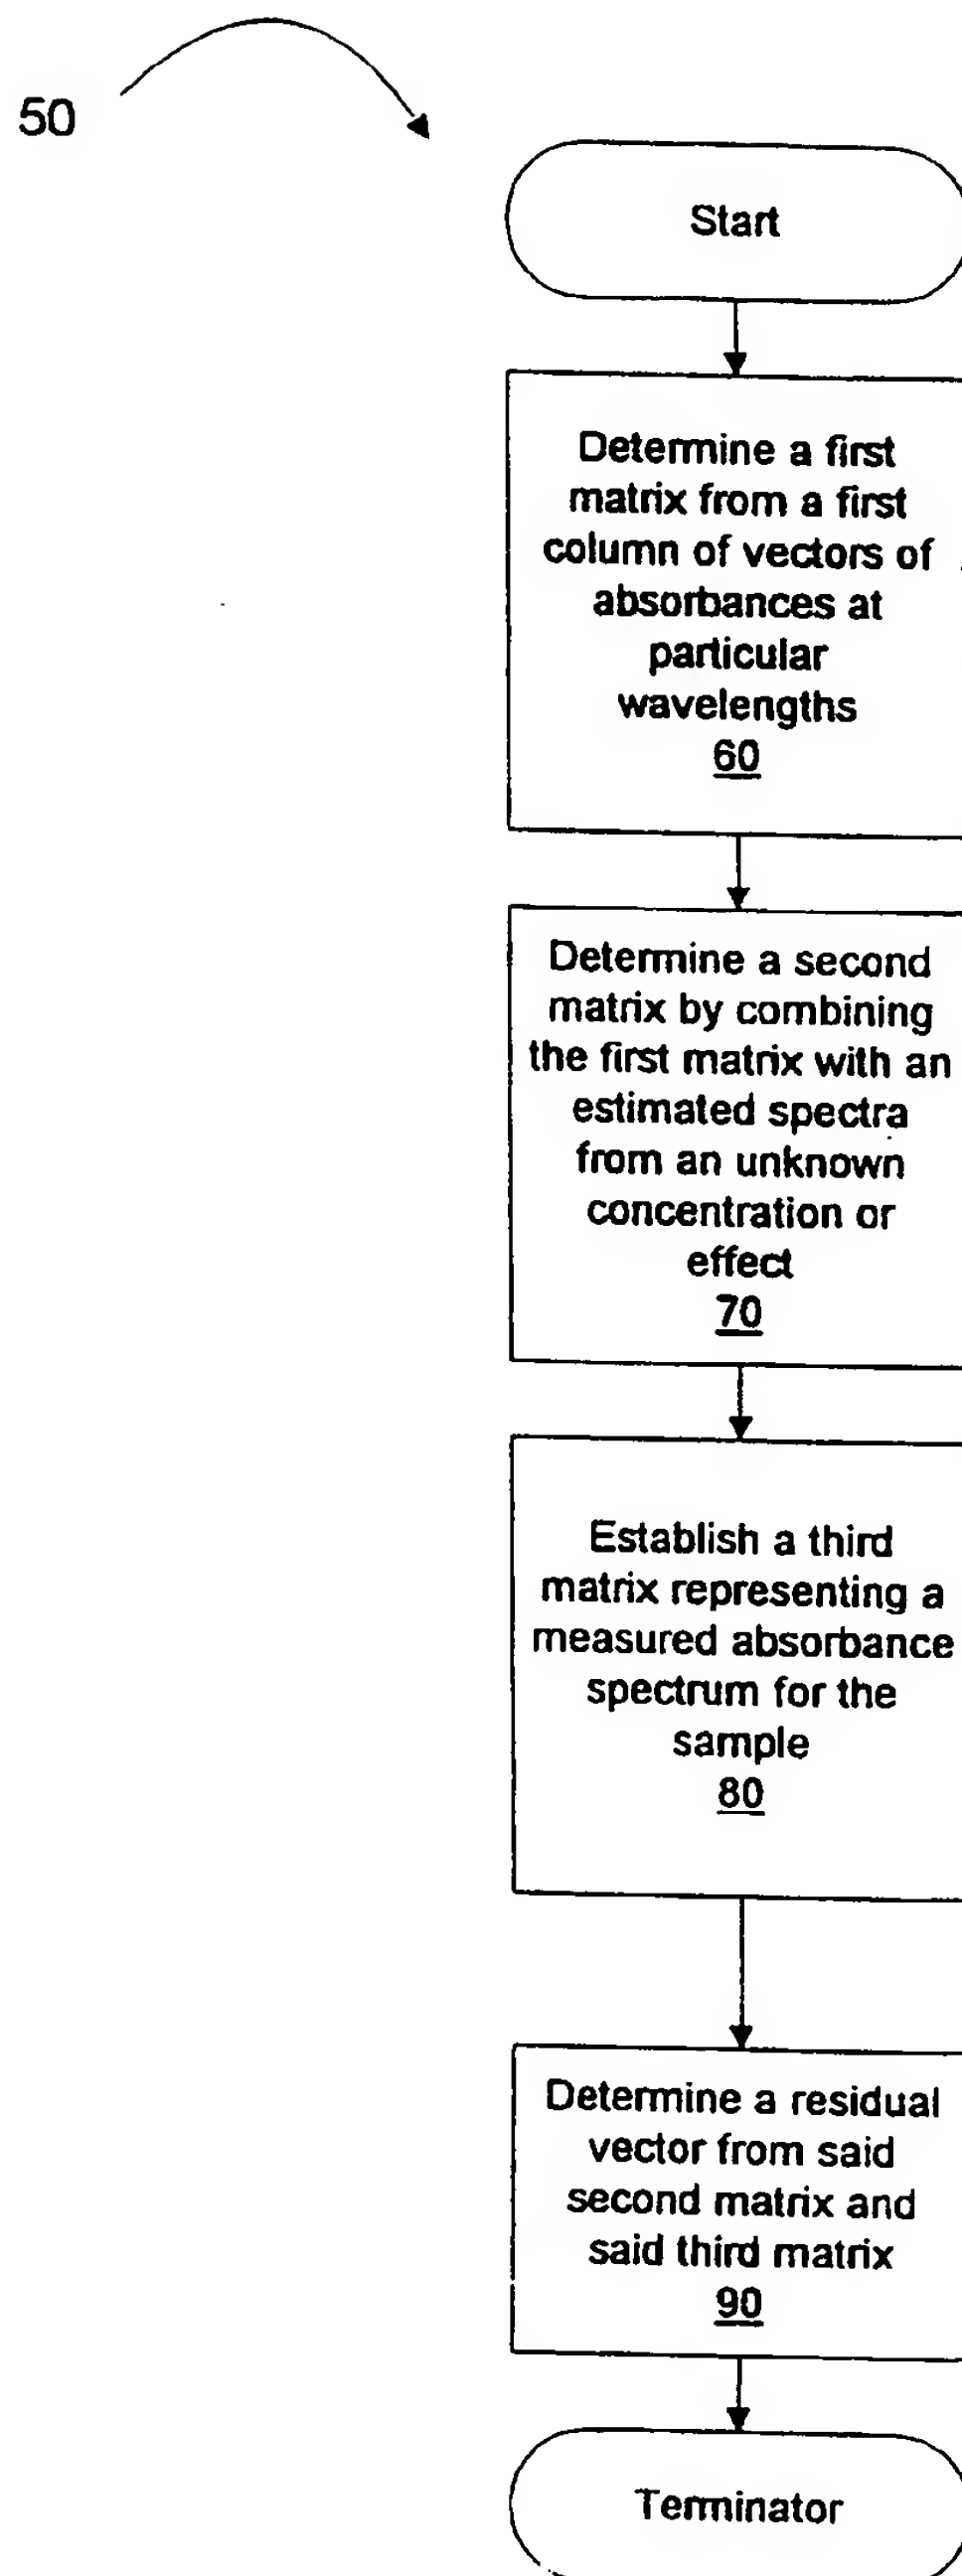 50
Start
Determine a first
matrix from a first
column of vectors of
absorbances at
particular
wavelengths
60
Determine a second
matrix by combining
the first matrix with an
estimated spectra
from an unknown
concentration or
effect
70
Establish a third
matrix representing a
measured absorbance
spectrum for the
sample
80
Determine a residual
vector from said
second matrix and
said third matrix
90
Terminator